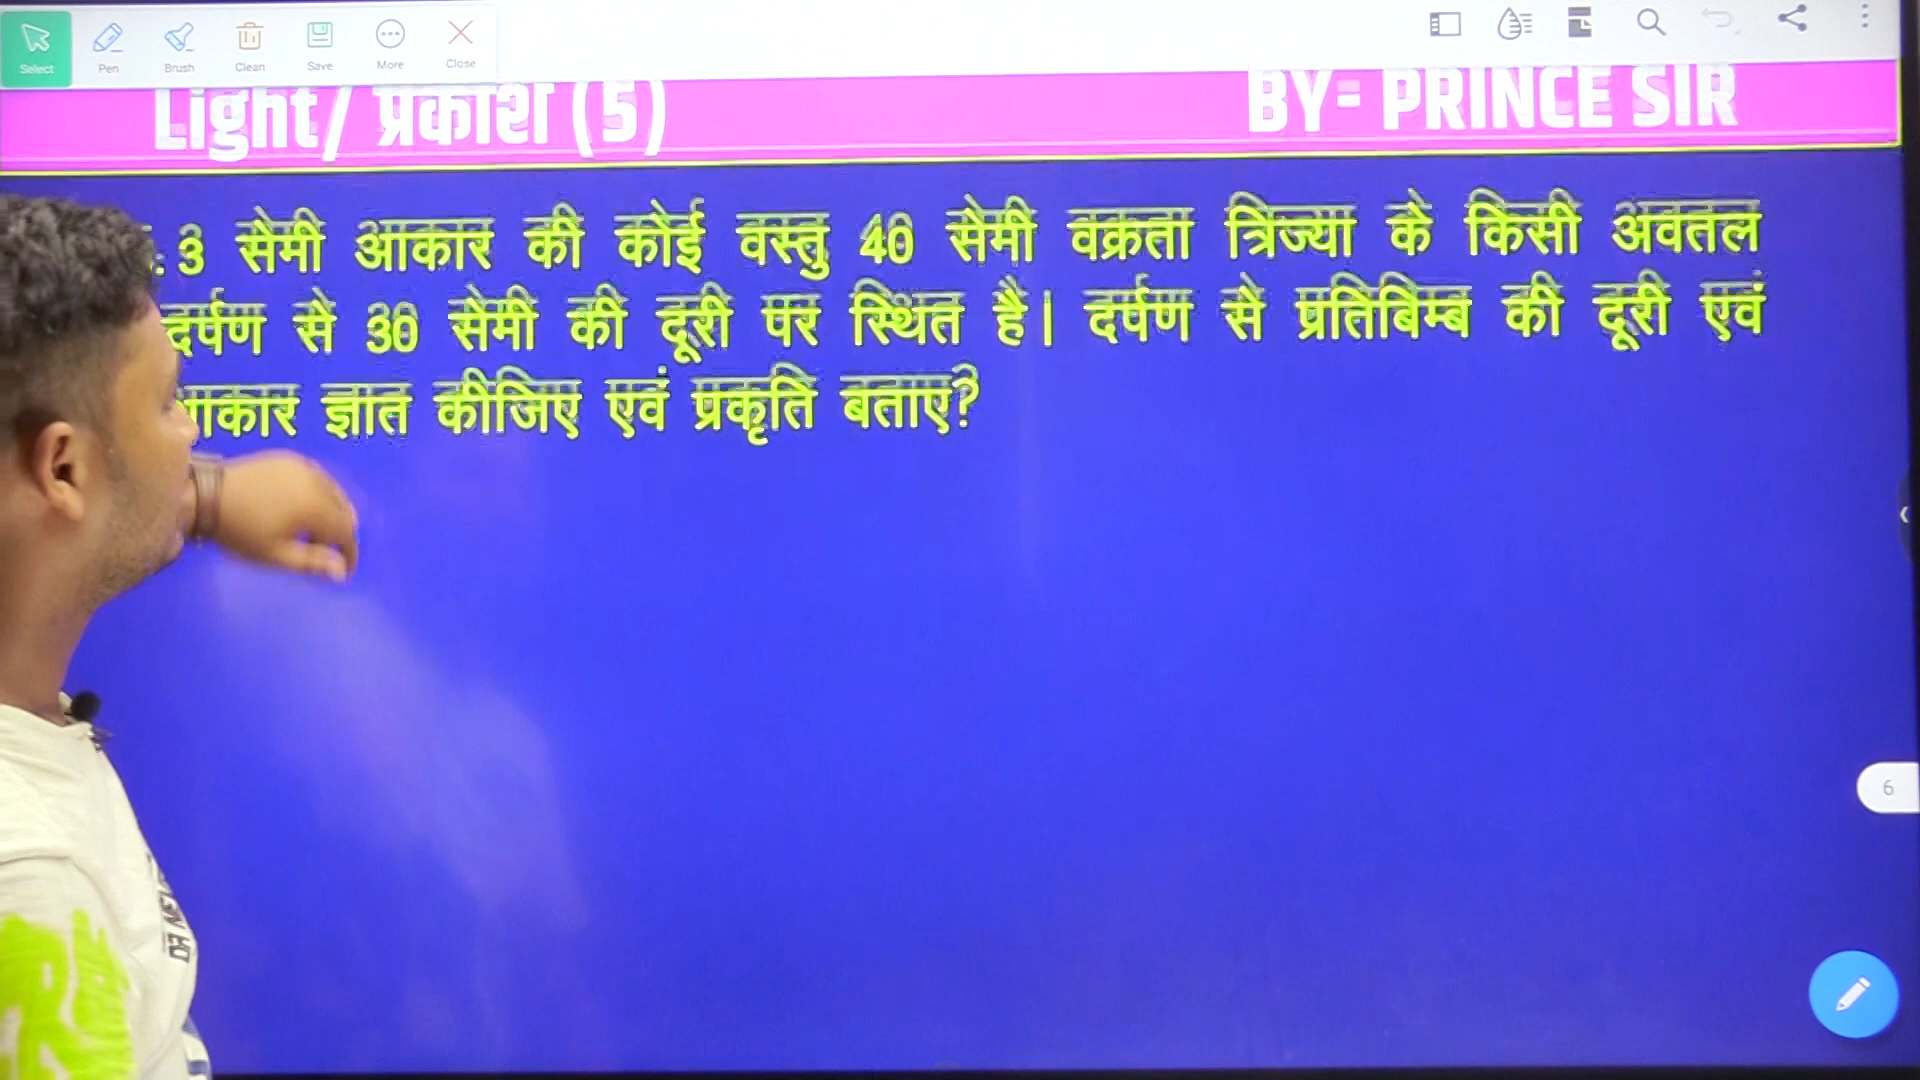 Select Pen Brush Clean Save More Close
Light/ प्रकाश (5) BY- PRINCE SIR
3 सेमी आकार की कोई वस्तु 40 सेमी वक्रता त्रिज्या के किसी अवतल
दर्पण से 30 सेमी की दूरी पर स्थित है। दर्पण से प्रतिबिम्ब की दूरी एवं
आकार ज्ञात कीजिए एवं प्रकृति बताए?
6